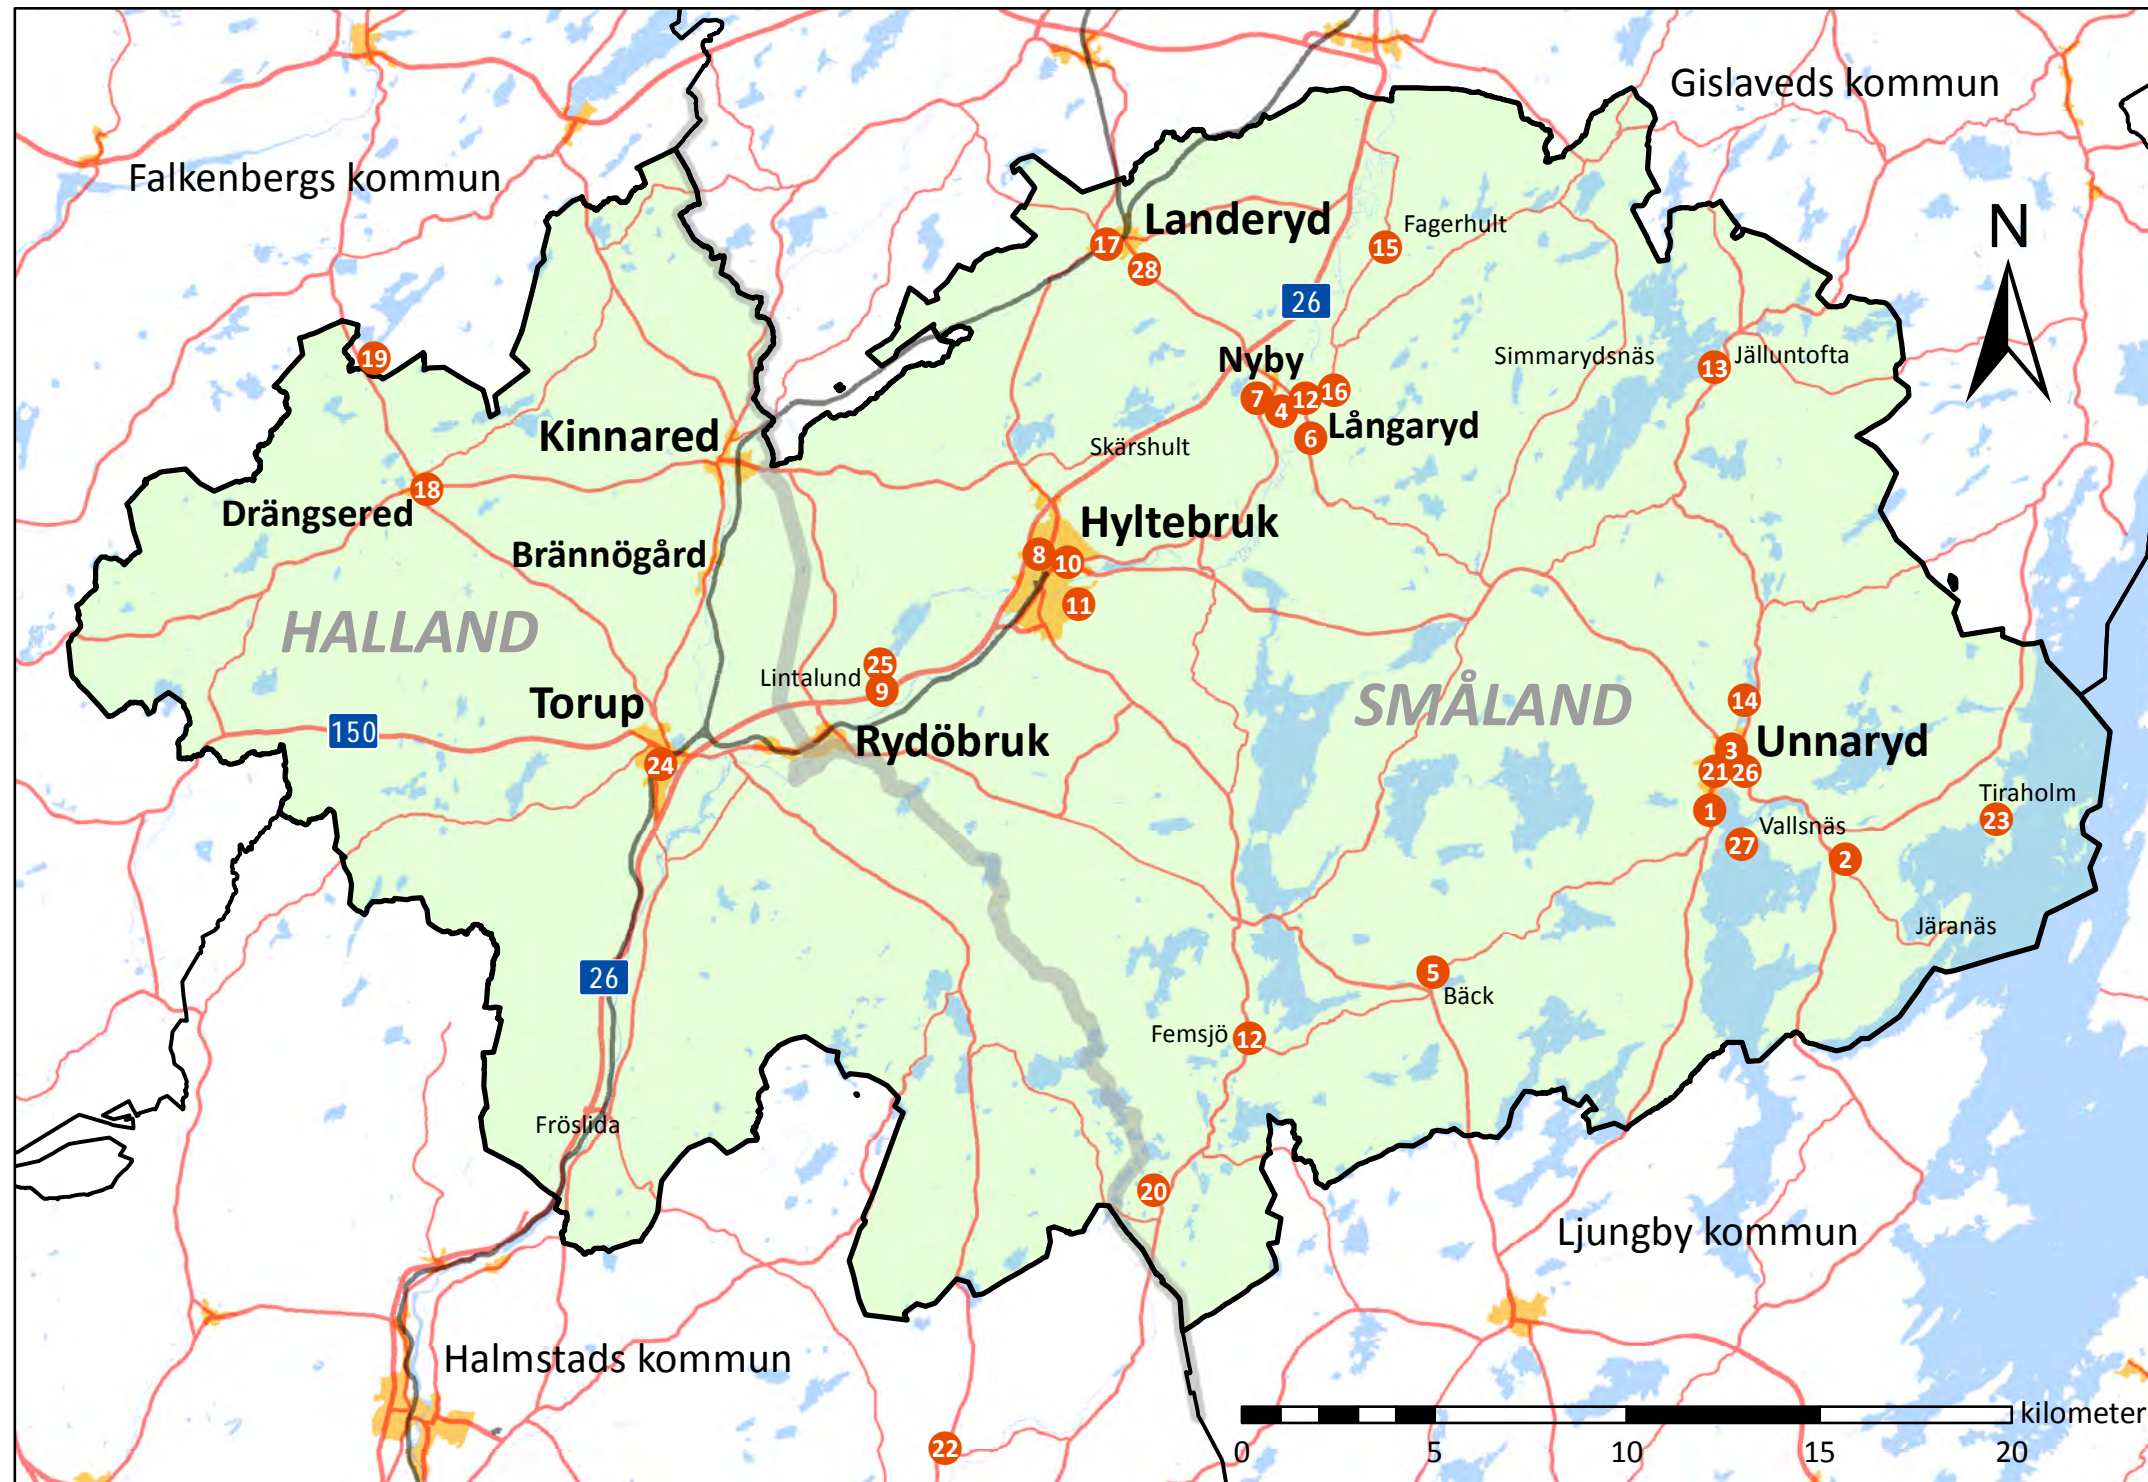 Gislaveds kommun
Falkenbergs kommun
N
Landeryd
Fagerhult
17
15
28
26
Nyby
Simmarydsnäs
Jälluntofta
19
13
7
4
12
16
Kinnared
Långaryd
6
Skärshult
18
Drängsered
Hyltebruk
Brännögård
8
10
11
HALLAND
25
Lintalund
9
SMÅLAND
14
Torup
150
Rydöbruk
3
Unnaryd
24
21
26
Tiraholm
1
23
Vallsnäs
27
2
Järanäs
26
5
Bäck
Femsjö
12
Fröslida
20
Ljungby kommun
Halmstads kommun
kilometer
22
0 5 10 15 20